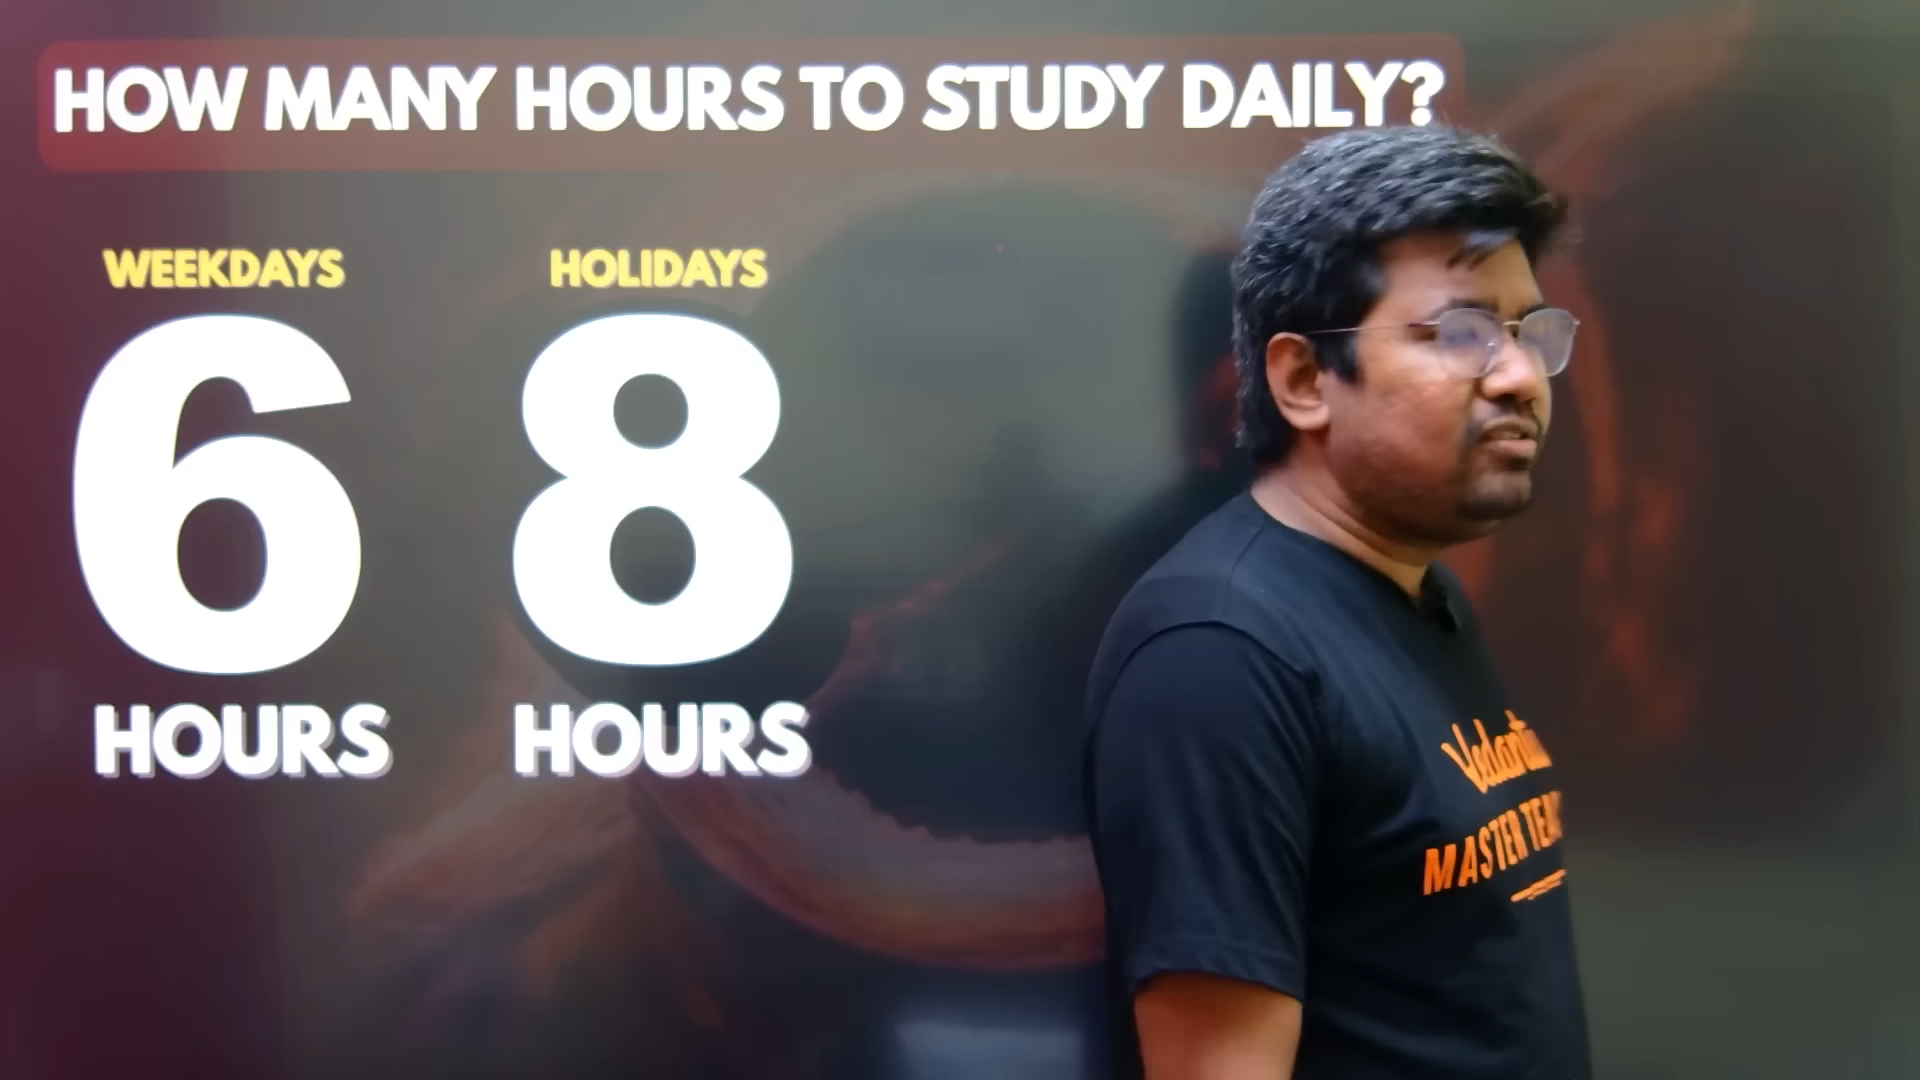 HOW MANY HOURS TO STUDY DAILY?
WEEKDAYS
HOLIDAYS
6
8
HOURS
HOURS
MASTER